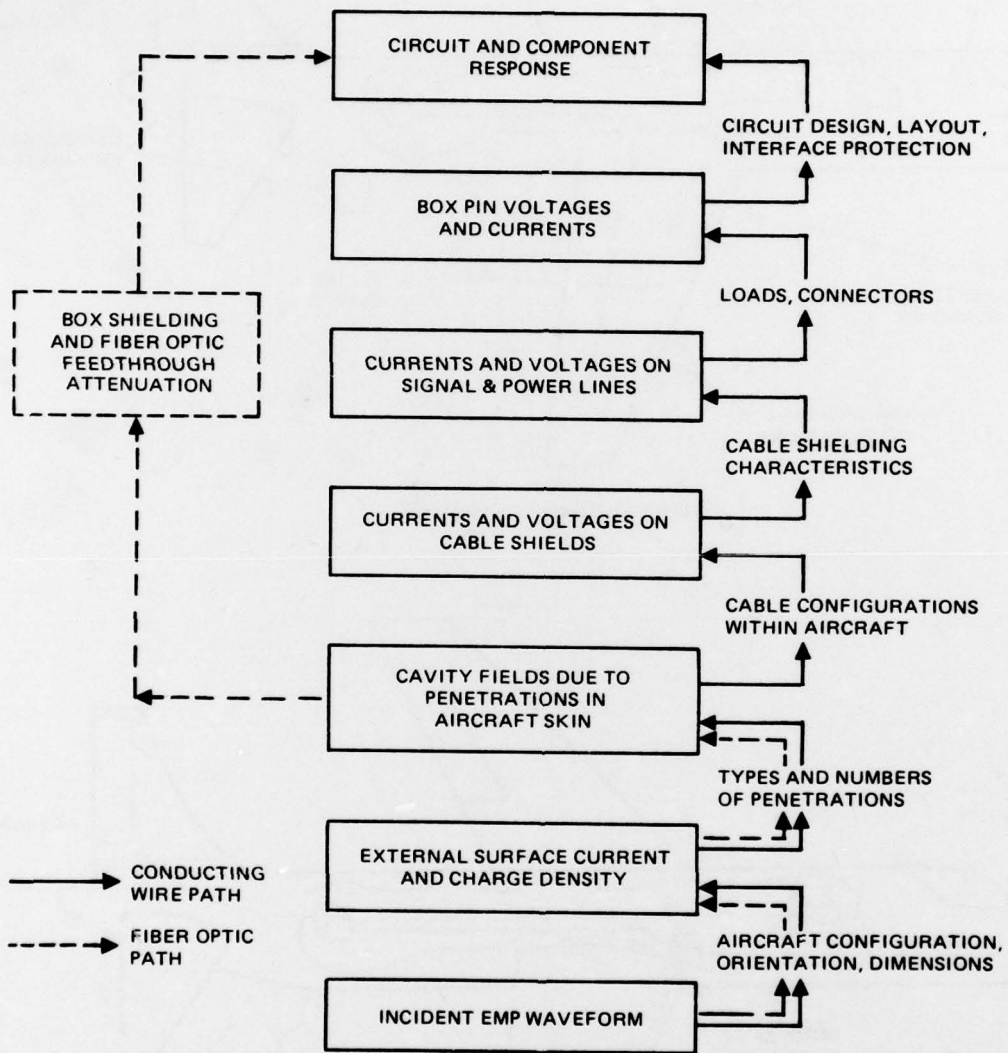 CIRCUIT AND COMPONENT
RESPONSE
CIRCUIT DESIGN, LAYOUT,
INTERFACE PROTECTION
BOX PIN VOLTAGES
AND CURRENTS
LOADS, CONNECTORS
BOX SHIELDING
AND FIBER OPTIC
FEEDTHROUGH
ATTENUATION
CURRENTS AND VOLTAGES ON
SIGNAL & POWER LINES
CABLE SHIELDING
CHARACTERISTICS
CURRENTS AND VOLTAGES ON
CABLE SHIELDS
CABLE CONFIGURATIONS
WITHIN AIRCRAFT
CAVITY FIELDS DUE TO
PENETRATIONS IN
AIRCRAFT SKIN
TYPES AND NUMBERS
OF PENETRATIONS
EXTERNAL SURFACE CURRENT
AND CHARGE DENSITY
CONDUCTING
WIRE PATH
FIBER OPTIC
PATH
AIRCRAFT CONFIGURATION,
ORIENTATION, DIMENSIONS
INCIDENT EMP WAVEFORM